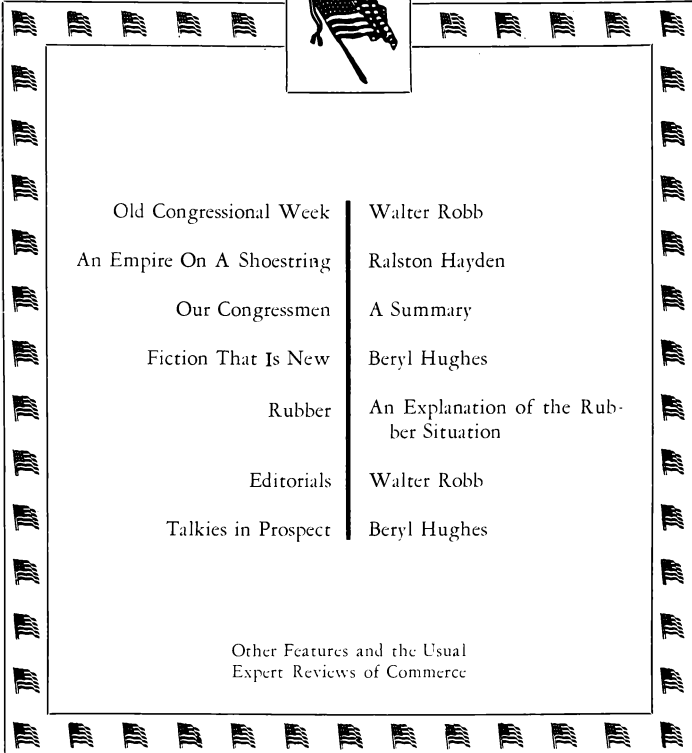 Old Congressional Week Walter Robb
An Empire On A Shoestring Ralston Hayden
Our Congressmen A Summary
Fiction That Is New Beryl Hughes
Rubber An Explanation of the Rub-
ber Situation
Editorials Walter Robb
Talkies in Prospect Beryl Hughes
Other Features and the Usual
Expert Reviews of Commerce